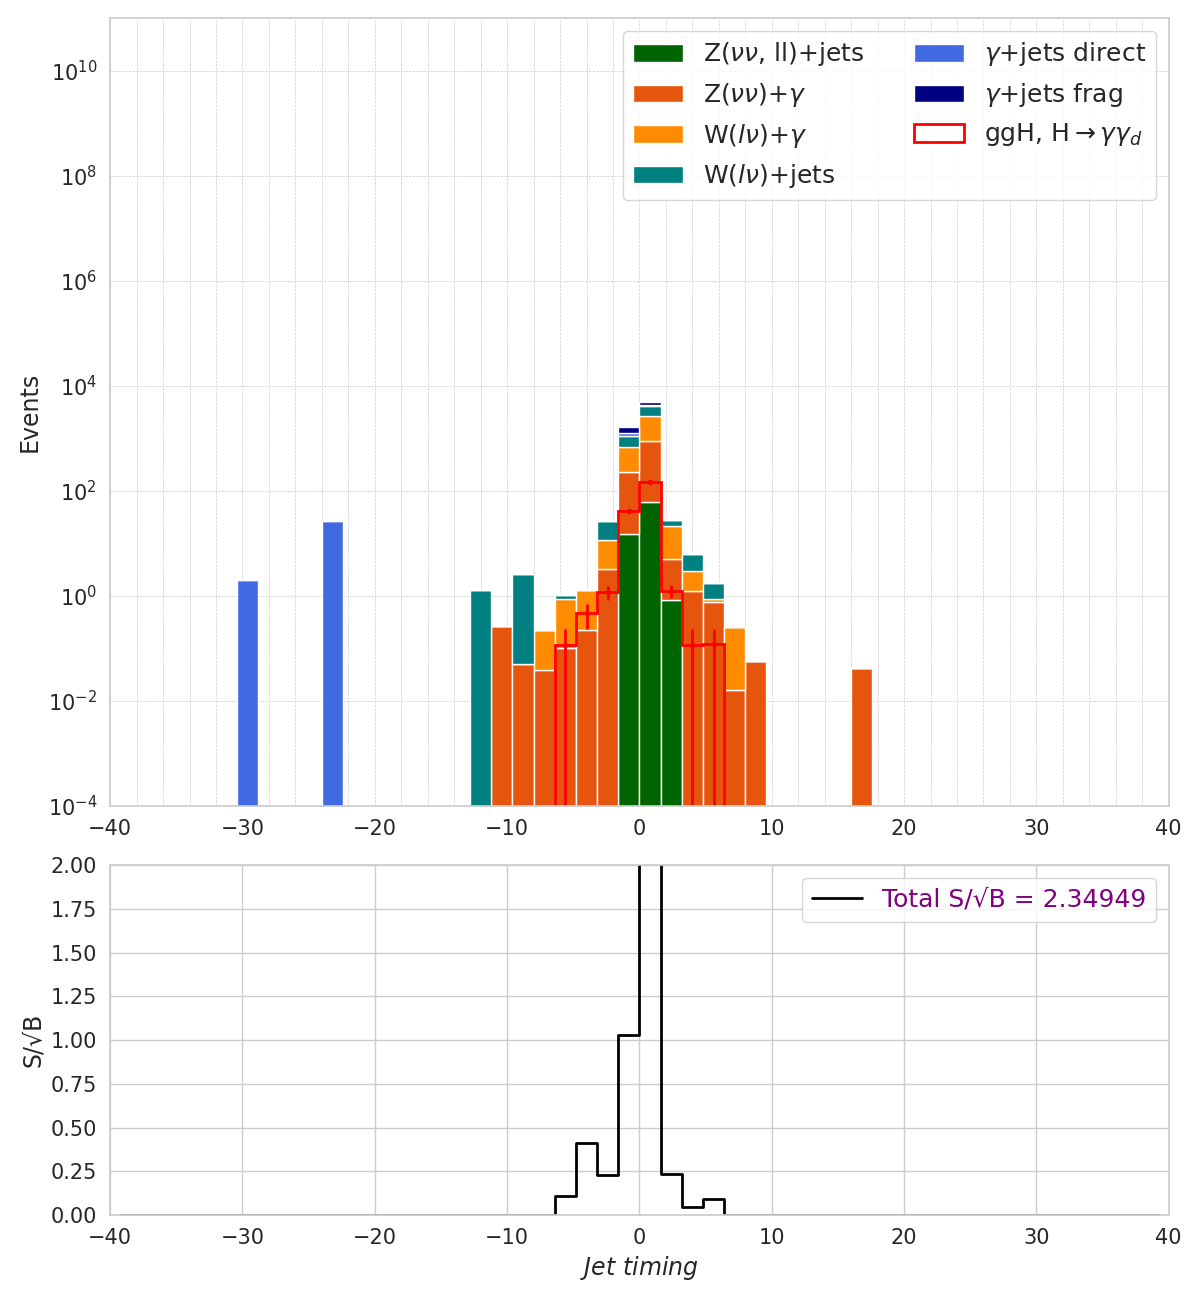 Z(νν, ll)+jets
Z(νν)+γ
W(lν)+γ
W(lν)+jets
γ+jets direct
γ+jets frag
ggH, H→γγ_d
Events
10^10
10^8
10^6
10^4
10^2
10^0
10^−2
10^−4
−40 −30 −20 −10 0 10 20 30 40
Total S/√B = 2.34949
S/√B
2.00
1.75
1.50
1.25
1.00
0.75
0.50
0.25
0.00
−40 −30 −20 −10 0 10 20 30 40
Jet timing